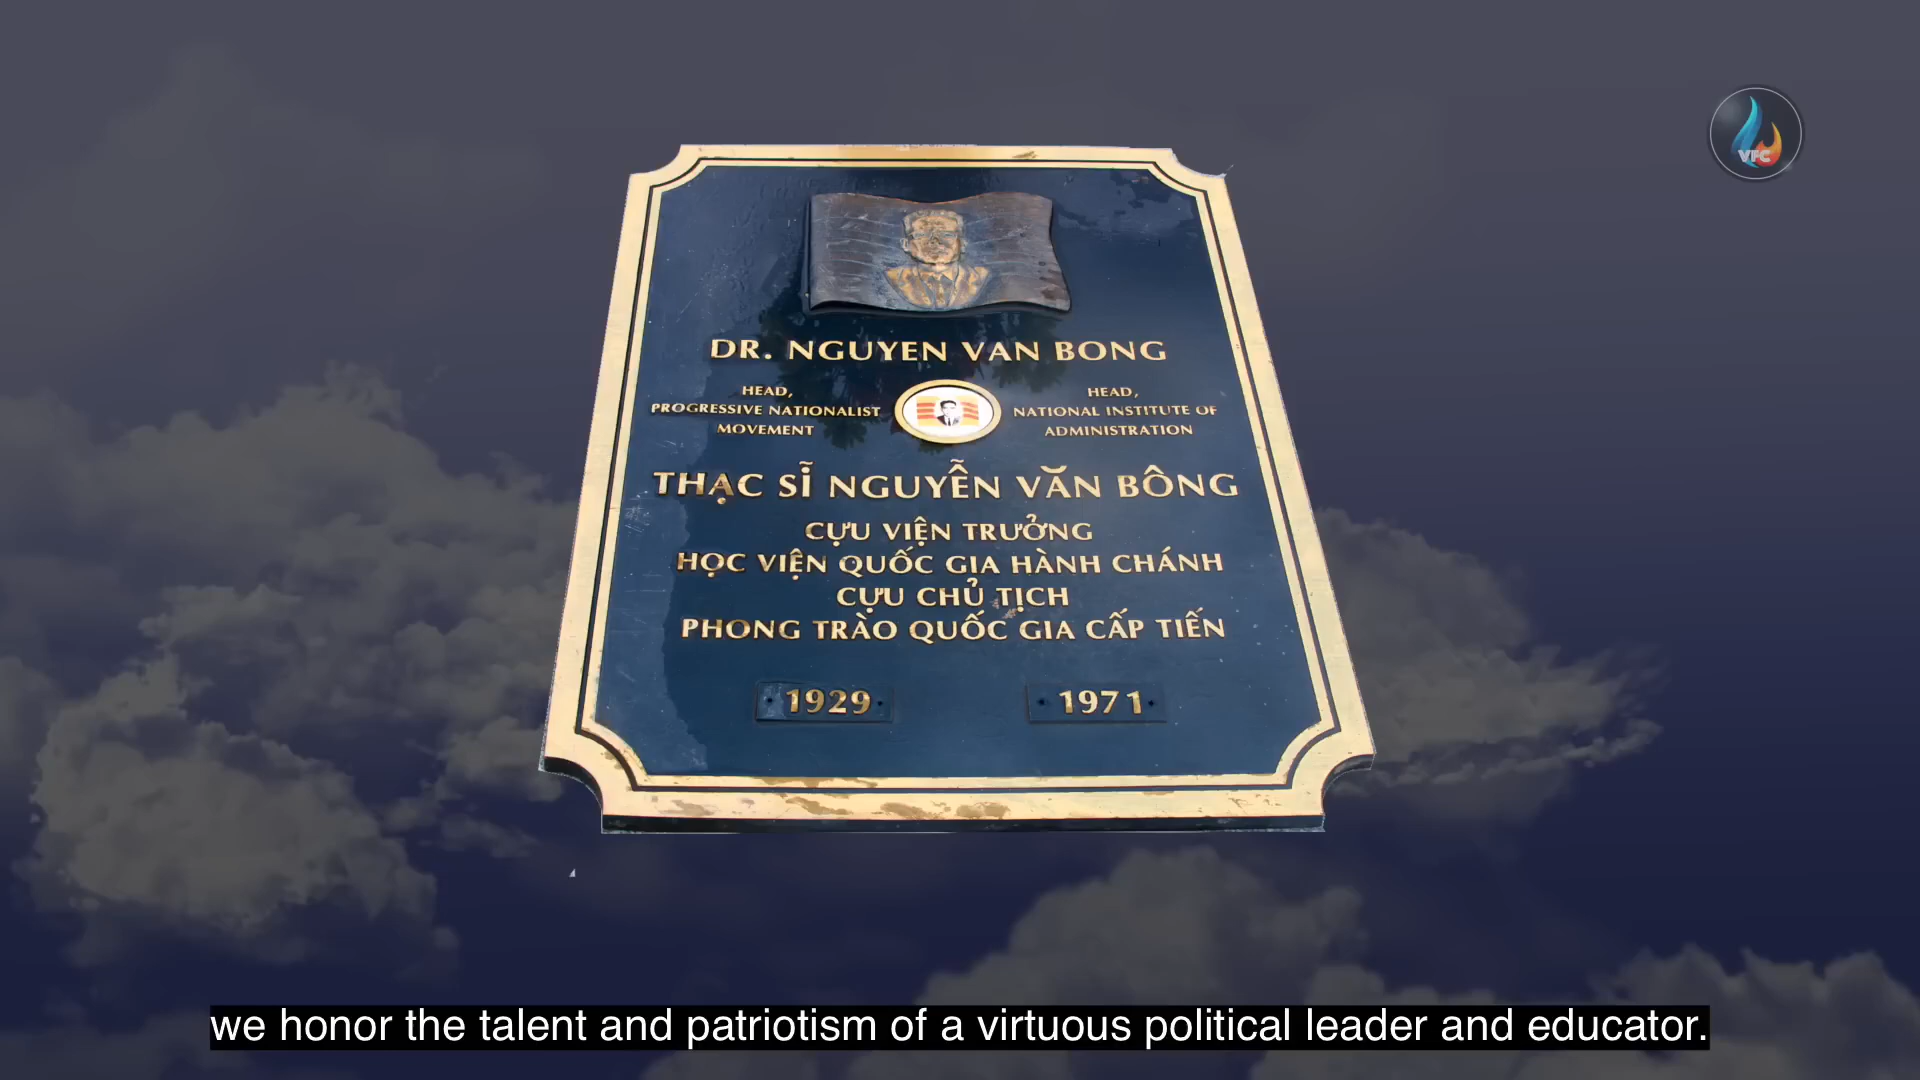 VFC
DR. NGUYEN VAN BONG
HEAD,
PROGRESSIVE NATIONALIST
MOVEMENT
HEAD,
NATIONAL INSTITUTE OF
ADMINISTRATION
THẠC SĨ NGUYỄN VĂN BÔNG
CỰU VIỆN TRƯỞNG
HỌC VIỆN QUỐC GIA HÀNH CHÁNH
CỰU CHỦ TỊCH
PHONG TRÀO QUỐC GIA CẤP TIẾN
1929
1971
we honor the talent and patriotism of a virtuous political leader and educator.